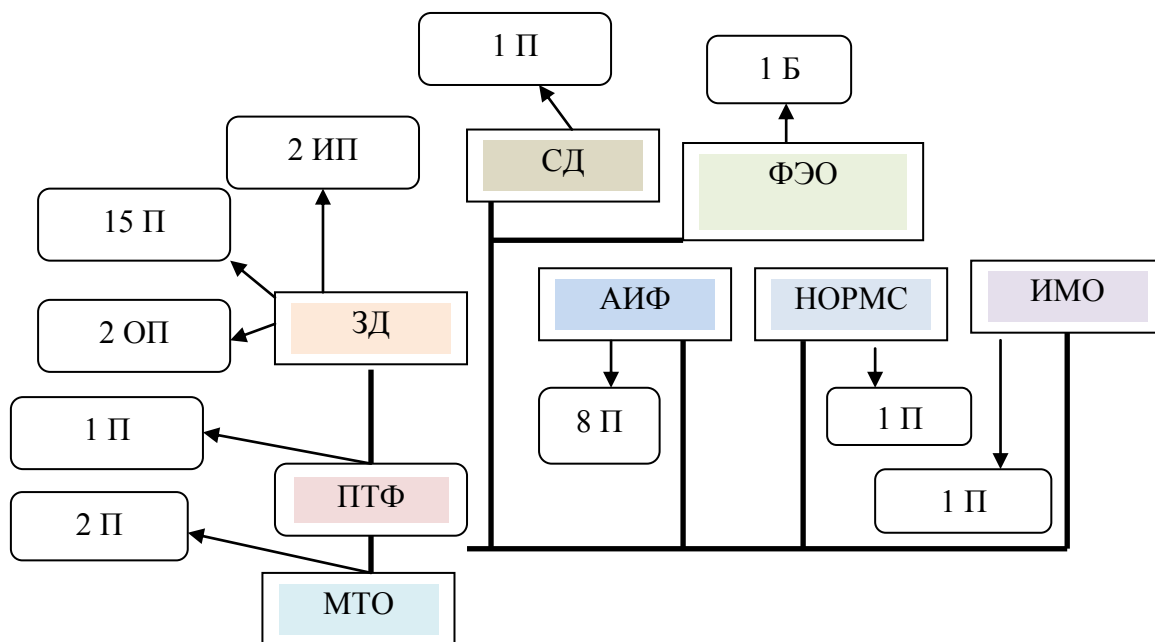 1 П
1 Б
2 ИП
СД
ФЭО
15 П
АИФ
НОРМС
ИМО
2 ОП
ЗД
1 П
8 П
1 П
ПТФ
1 П
2 П
МТО